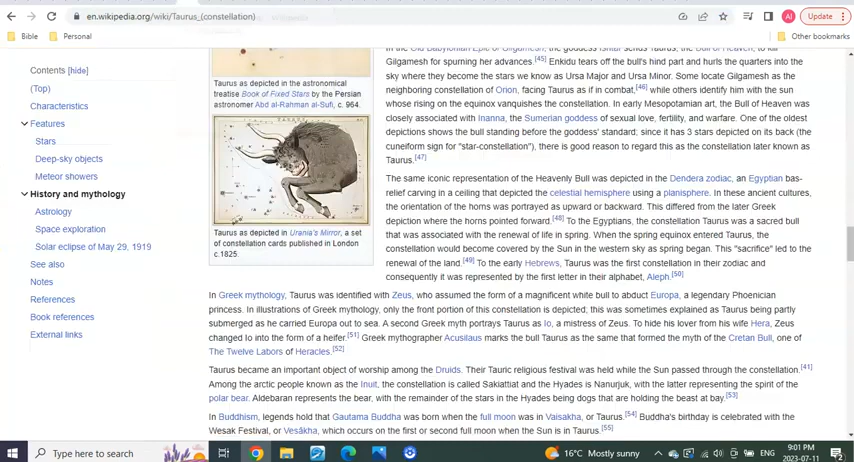 en.wikipedia.org/wiki/Taurus_(constellation)
AI
Update
Bible
Personal
Other bookmarks
Contents [hide]
(Top)
Characteristics
Features
Stars
Deep-sky objects
Meteor showers
History and mythology
Astrology
Space exploration
Solar eclipse of May 29, 1919
See also
Notes
References
Book references
External links
Taurus as depicted in the astronomical
treatise Book of Fixed Stars by the Persian
astronomer Abd al-Rahman al-Sufi, c. 964.
Taurus as depicted in Urania's Mirror, a set
of constellation cards published in London
c.1825.
In the Old Babylonian Epic of Gilgamesh, the goddess Ishtar sends Taurus, the Bull of Heaven, to kill
Gilgamesh for spurning her advances.[45] Enkidu tears off the bull's hind part and hurls the quarters into the
sky where they become the stars we know as Ursa Major and Ursa Minor. Some locate Gilgamesh as the
neighboring constellation of Orion, facing Taurus as if in combat,[46] while others identify him with the sun
whose rising on the equinox vanquishes the constellation. In early Mesopotamian art, the Bull of Heaven was
closely associated with Inanna, the Sumerian goddess of sexual love, fertility, and warfare. One of the oldest
depictions shows the bull standing before the goddess' standard; since it has 3 stars depicted on its back (the
cuneiform sign for "star-constellation"), there is good reason to regard this as the constellation later known as
Taurus.[47]
The same iconic representation of the Heavenly Bull was depicted in the Dendera zodiac, an Egyptian bas-
relief carving in a ceiling that depicted the celestial hemisphere using a planisphere. In these ancient cultures,
the orientation of the horns was portrayed as upward or backward. This differed from the later Greek
depiction where the horns pointed forward.[48] To the Egyptians, the constellation Taurus was a sacred bull
that was associated with the renewal of life in spring. When the spring equinox entered Taurus, the
constellation would become covered by the Sun in the western sky as spring began. This "sacrifice" led to the
renewal of the land.[49] To the early Hebrews, Taurus was the first constellation in their zodiac and
consequently it was represented by the first letter in their alphabet, Aleph.[50]
In Greek mythology, Taurus was identified with Zeus, who assumed the form of a magnificent white bull to abduct Europa, a legendary Phoenician
princess. In illustrations of Greek mythology, only the front portion of this constellation is depicted; this was sometimes explained as Taurus being partly
submerged as he carried Europa out to sea. A second Greek myth portrays Taurus as Io, a mistress of Zeus. To hide his lover from his wife Hera, Zeus
changed Io into the form of a heifer.[51] Greek mythographer Acusilaus marks the bull Taurus as the same that formed the myth of the Cretan Bull, one of
The Twelve Labors of Heracles.[52]
Taurus became an important object of worship among the Druids. Their Tauric religious festival was held while the Sun passed through the constellation.[41]
Among the arctic people known as the Inuit, the constellation is called Sakiattiat and the Hyades is Nanurjuk, with the latter representing the spirit of the
polar bear. Aldebaran represents the bear, with the remainder of the stars in the Hyades being dogs that are holding the beast at bay.[53]
In Buddhism, legends hold that Gautama Buddha was born when the full moon was in Vaisakha, or Taurus.[54] Buddha's birthday is celebrated with the
Wesak Festival, or Vesākha, which occurs on the first or second full moon when the Sun is in Taurus.[55]
Type here to search
16°C Mostly sunny
ENG
9:01 PM
2023-07-11
2